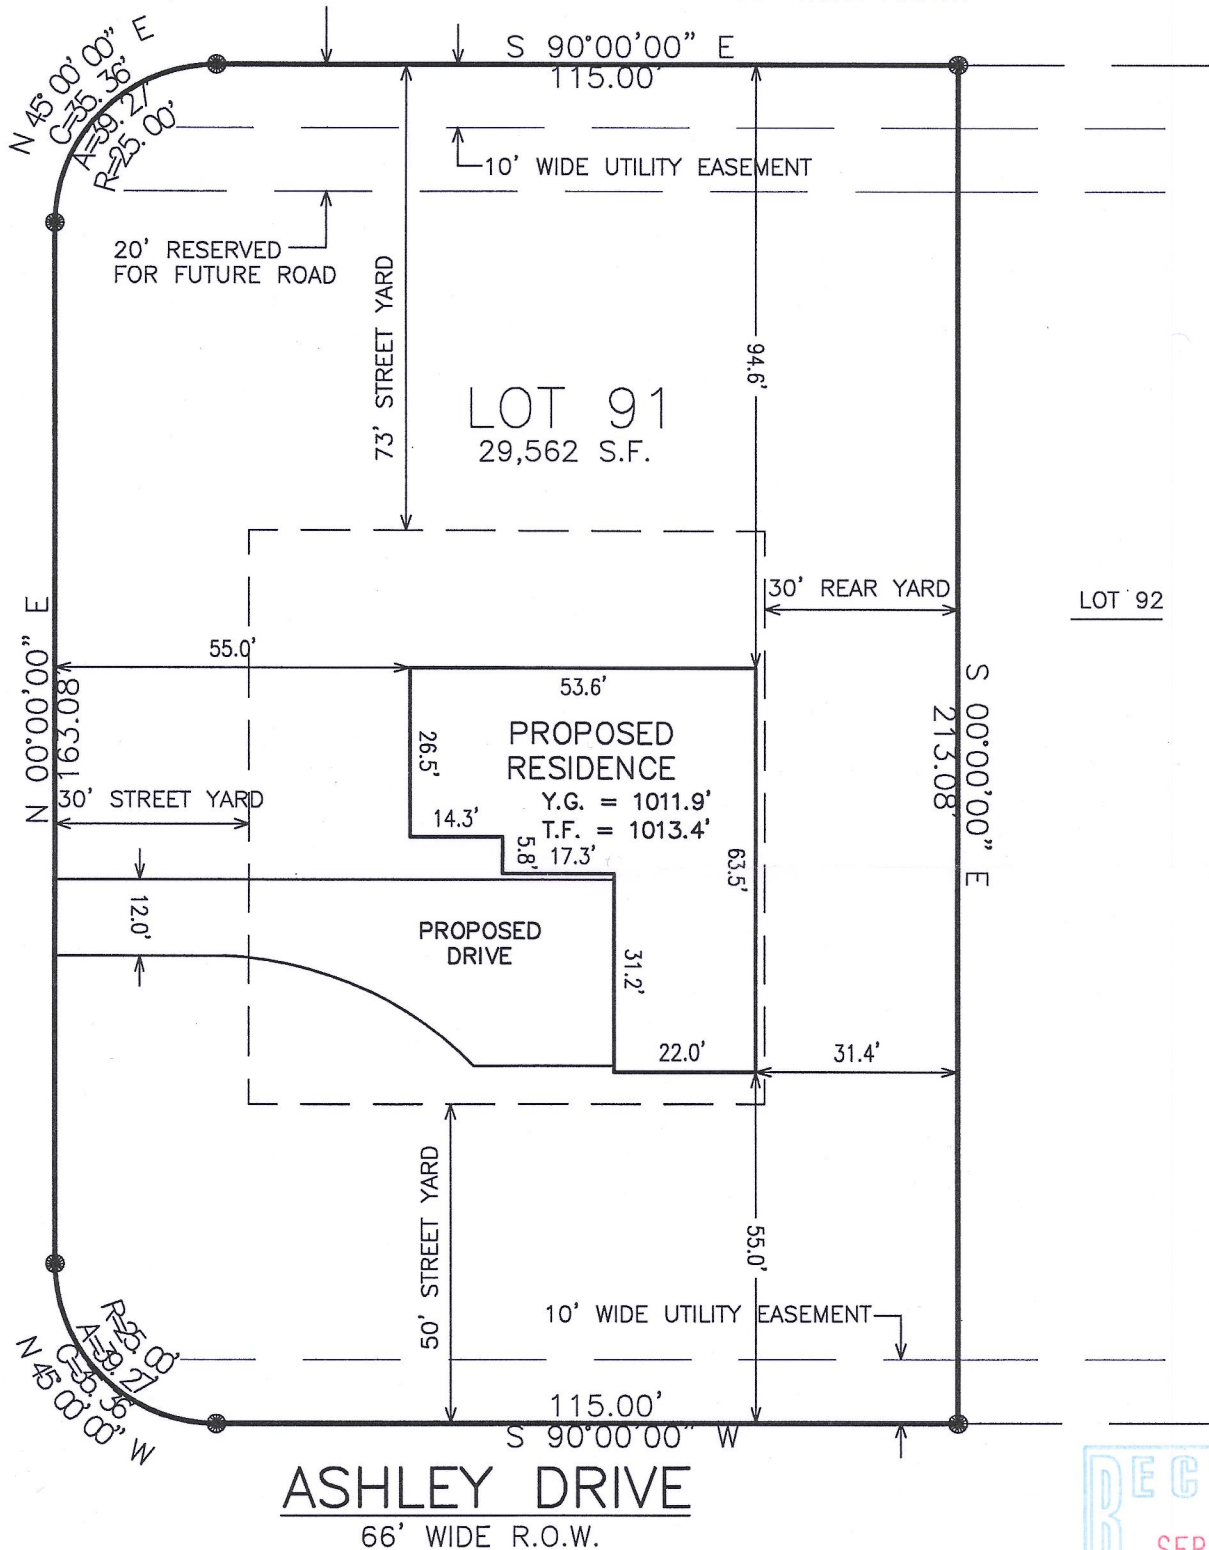 S 90°00'00" E
115.00'
N 45°00'00" E
C=35.36'
A=39.27'
R=25.00'
10' WIDE UTILITY EASEMENT
20' RESERVED
FOR FUTURE ROAD
73' STREET YARD
94.6'
LOT 91
29,562 S.F.
30' REAR YARD
LOT 92
N 00°00'00" E
163.08'
55.0'
53.6'
S 00°00'00" E
213.08'
26.5'
PROPOSED
RESIDENCE
Y.G. = 1011.9'
T.F. = 1013.4'
30' STREET YARD
14.3'
5.8'
17.3'
63.5'
12.0'
PROPOSED
DRIVE
31.2'
22.0'
31.4'
50' STREET YARD
55.0'
10' WIDE UTILITY EASEMENT
R=25.00'
A=39.27'
C=35.36'
N 45°00'00" W
115.00'
S 90°00'00" W
ASHLEY DRIVE
66' WIDE R.O.W.
REC
SEP